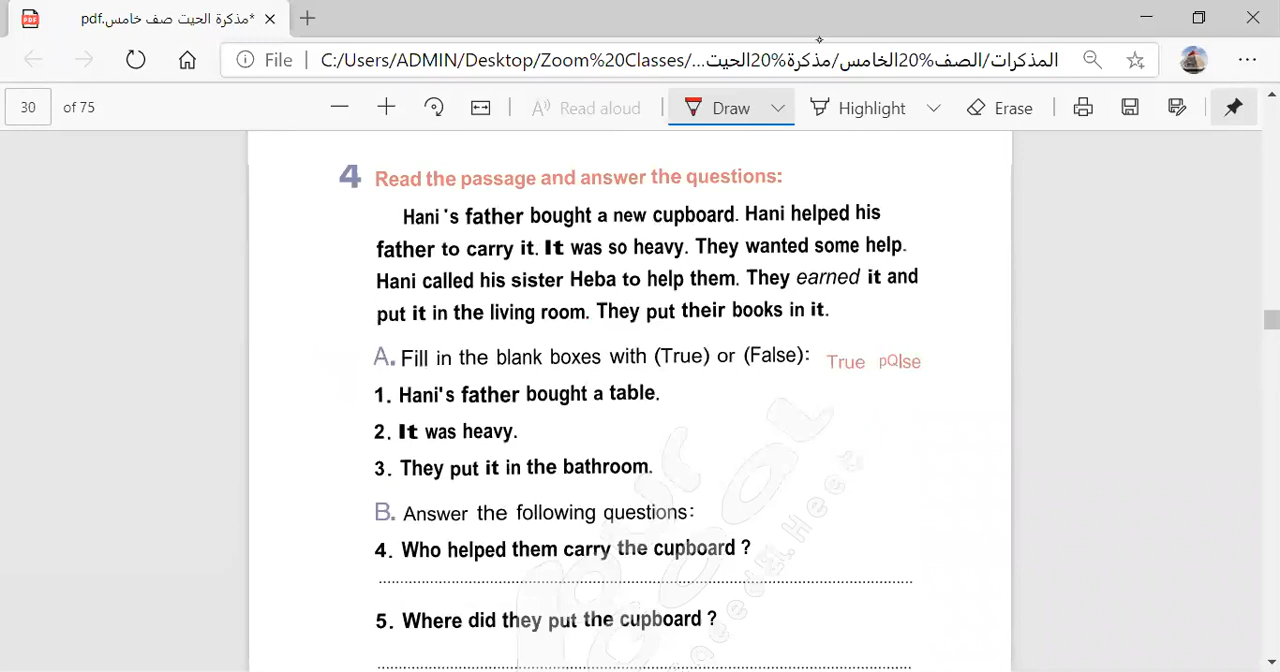 *مذكرة الحيت صف خامس.pdf
File
C:/Users/ADMIN/Desktop/Zoom%20Classes/المذكرات/الصف%20الخامس/مذكرة%20الحيت...
30 of 75
Read aloud
Draw
Highlight
Erase
4 Read the passage and answer the questions:
Hani 's father bought a new cupboard. Hani helped his
father to carry it. It was so heavy. They wanted some help.
Hani called his sister Heba to help them. They earned it and
put it in the living room. They put their books in it.
A. Fill in the blank boxes with (True) or (False): True pQlse
1. Hani's father bought a table.
2. It was heavy.
3. They put it in the bathroom.
B. Answer the following questions:
4. Who helped them carry the cupboard ?
5. Where did they put the cupboard ?